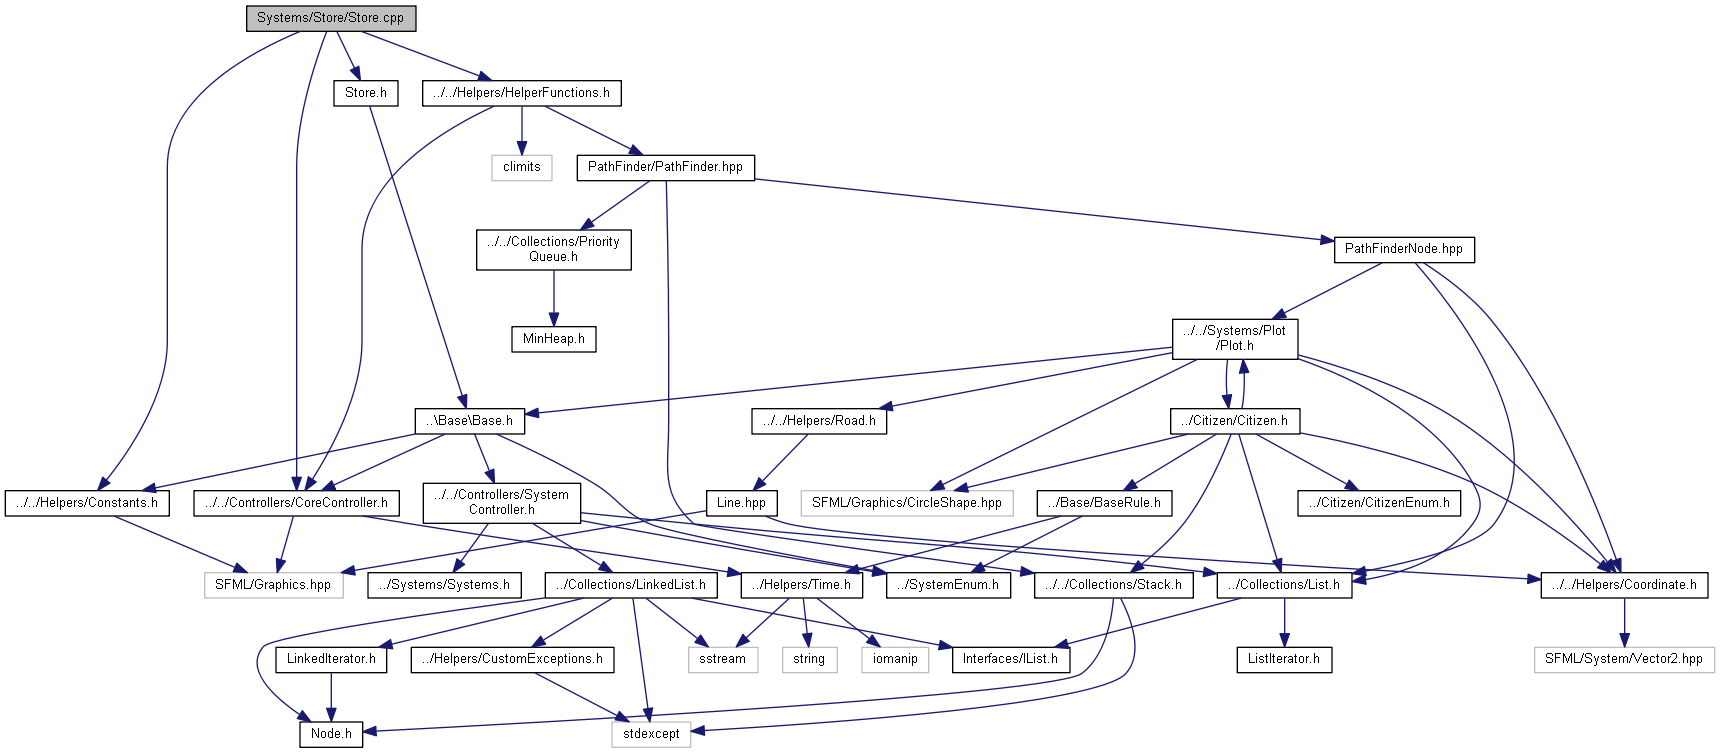 Systems/Store/Store.cpp
Store.h
../../Helpers/HelperFunctions.h
climits
PathFinder/PathFinder.hpp
../../Collections/Priority
Queue.h
PathFinderNode.hpp
MinHeap.h
../../Systems/Plot
/Plot.h
..\Base\Base.h
../../Helpers/Road.h
../Citizen/Citizen.h
../../Helpers/Constants.h
../../Controllers/CoreController.h
../../Controllers/System
Controller.h
Line.hpp
SFML/Graphics/CircleShape.hpp
../Base/BaseRule.h
../Citizen/CitizenEnum.h
SFML/Graphics.hpp
../Systems/Systems.h
../Collections/LinkedList.h
../Helpers/Time.h
../SystemEnum.h
../../Collections/Stack.h
../Collections/List.h
../../Helpers/Coordinate.h
LinkedIterator.h
../Helpers/CustomExceptions.h
sstream
string
iomanip
Interfaces/IList.h
ListIterator.h
SFML/System/Vector2.hpp
Node.h
stdexcept